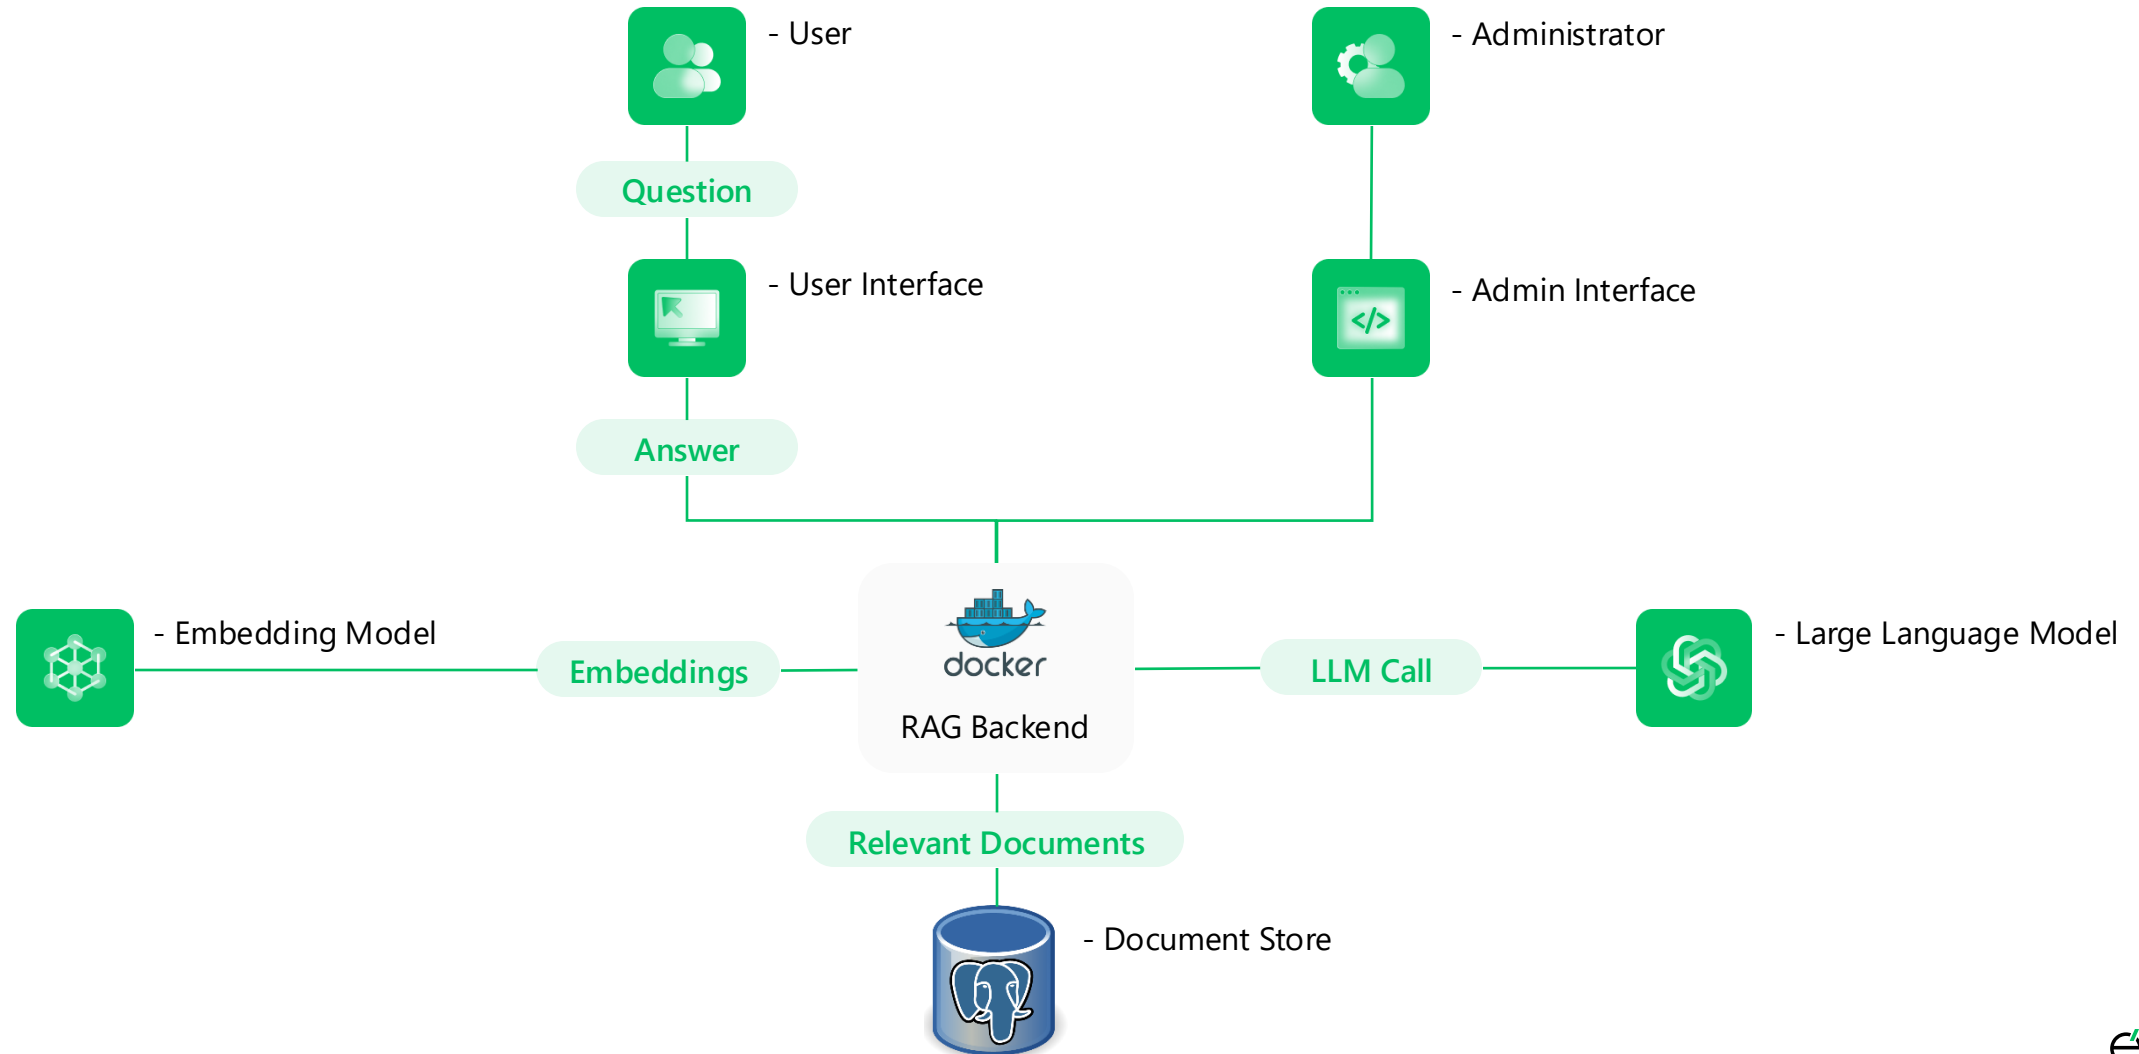 - User
- Administrator
Question
- User Interface
- Admin Interface
</>
Answer
docker
RAG Backend
- Embedding Model
Embeddings
LLM Call
- Large Language Model
Relevant Documents
- Document Store